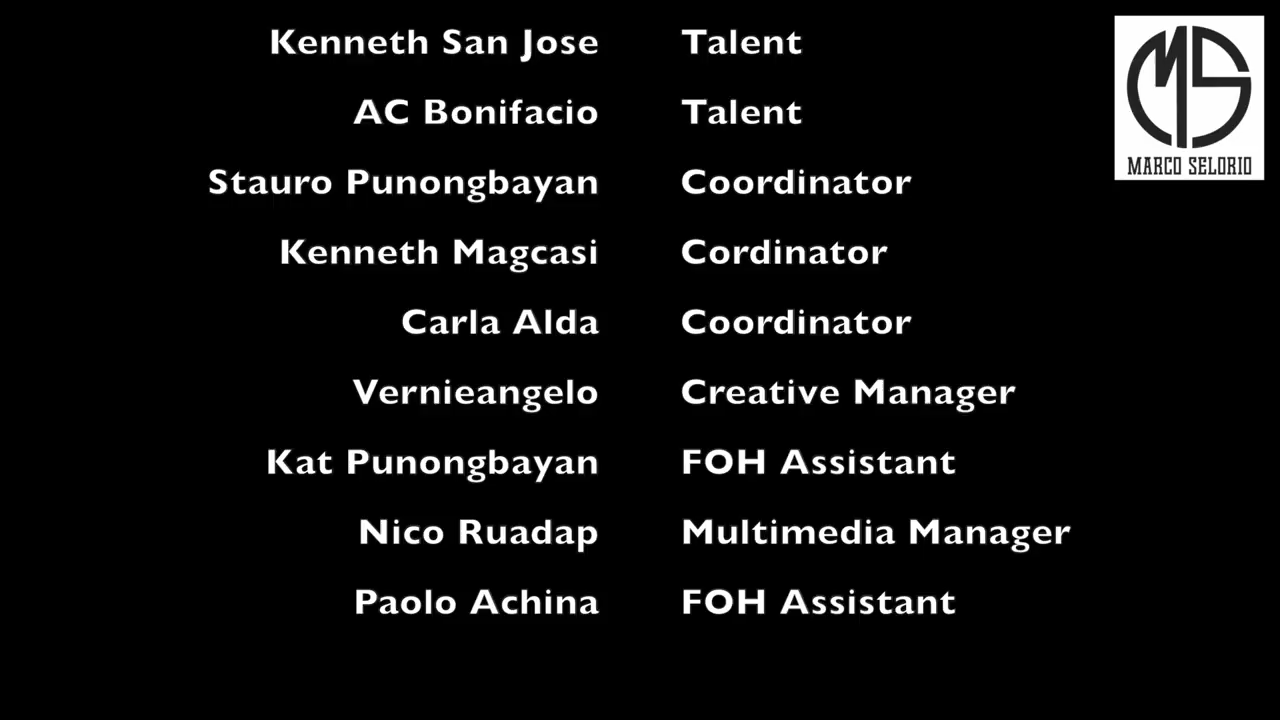 Kenneth San Jose Talent
AC Bonifacio Talent
Stauro Punongbayan Coordinator
Kenneth Magcasi Cordinator
Carla Alda Coordinator
Vernieangelo Creative Manager
Kat Punongbayan FOH Assistant
Nico Ruadap Multimedia Manager
Paolo Achina FOH Assistant
MS
MARCO SELORIO